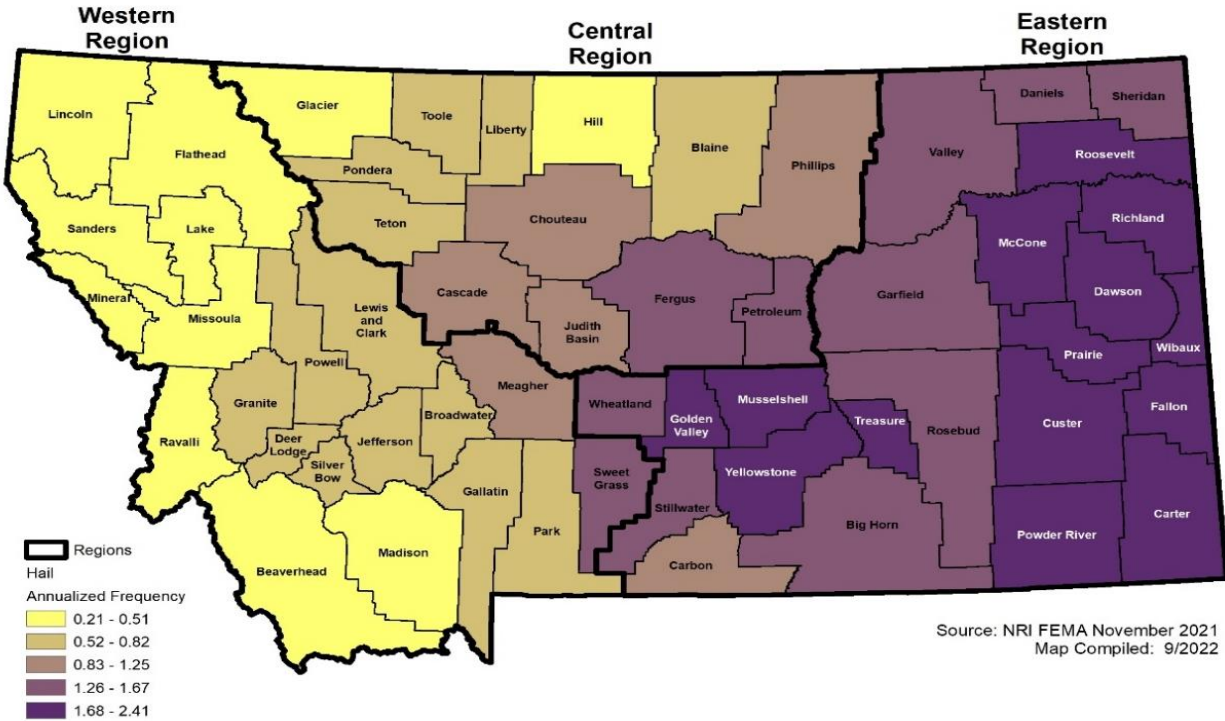 Western
Region
Central
Region
Eastern
Region
Lincoln
Flathead
Glacier
Toole
Liberty
Hill
Blaine
Phillips
Valley
Daniels
Sheridan
Roosevelt
Pondera
Teton
Chouteau
Sanders
Lake
McCone
Richland
Mineral
Missoula
Lewis
and
Clark
Cascade
Judith
Basin
Fergus
Petroleum
Garfield
Dawson
Powell
Prairie
Wibaux
Ravalli
Granite
Deer
Lodge
Silver
Bow
Jefferson
Broadwater
Meagher
Wheatland
Golden
Valley
Musselshell
Treasure
Rosebud
Custer
Fallon
Gallatin
Park
Sweet
Grass
Stillwater
Yellowstone
Big Horn
Carbon
Powder River
Carter
Beaverhead
Madison
Regions
Hail
Annualized Frequency
0.21 - 0.51
0.52 - 0.82
0.83 - 1.25
1.26 - 1.67
1.68 - 2.41
Source: NRI FEMA November 2021
Map Compiled: 9/2022